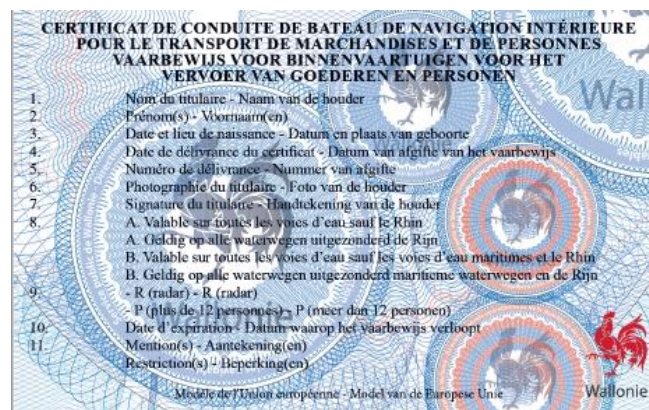 CERTIFICAT DE CONDUITE DE BATEAU DE NAVIGATION INTÉRIEURE
POUR LE TRANSPORT DE MARCHANDISES ET DE PERSONNES
VAARBEWIJS VOOR BINNENVAARTUIGEN VOOR HET
VERVOER VAN GOEDEREN EN PERSONEN
Wal
1. Nom du titulaire - Naam van de houder
2. Prénom(s) - Voornaam(en)
3. Date et lieu de naissance - Datum en plaats van geboorte
4. Date de délivrance du certificat - Datum van afgifte van het vaarbewijs
5. Numéro de délivrance - Nummer van afgifte
6. Photographie du titulaire - Foto van de houder
7. Signature du titulaire - Handtekening van de houder
8. A. Valable sur toutes les voies d'eau sauf le Rhin
A. Geldig op alle waterwegen uitgezonderd de Rijn
B. Valable sur toutes les voies d'eau sauf les voies d'eau maritimes et le Rhin
B. Geldig op alle waterwegen uitgezonderd maritieme waterwegen en de Rijn
9. - R (radar) - R (radar)
- P (plus de 12 personnes) - P (meer dan 12 personen)
10. Date d'expiration - Datum waarop het vaarbewijs verloopt
11. Mention(s) - Aantekening(en)
Restriction(s) - Beperking(en)
Modèle de l'Union européenne - Model van de Europese Unie
Wallonie